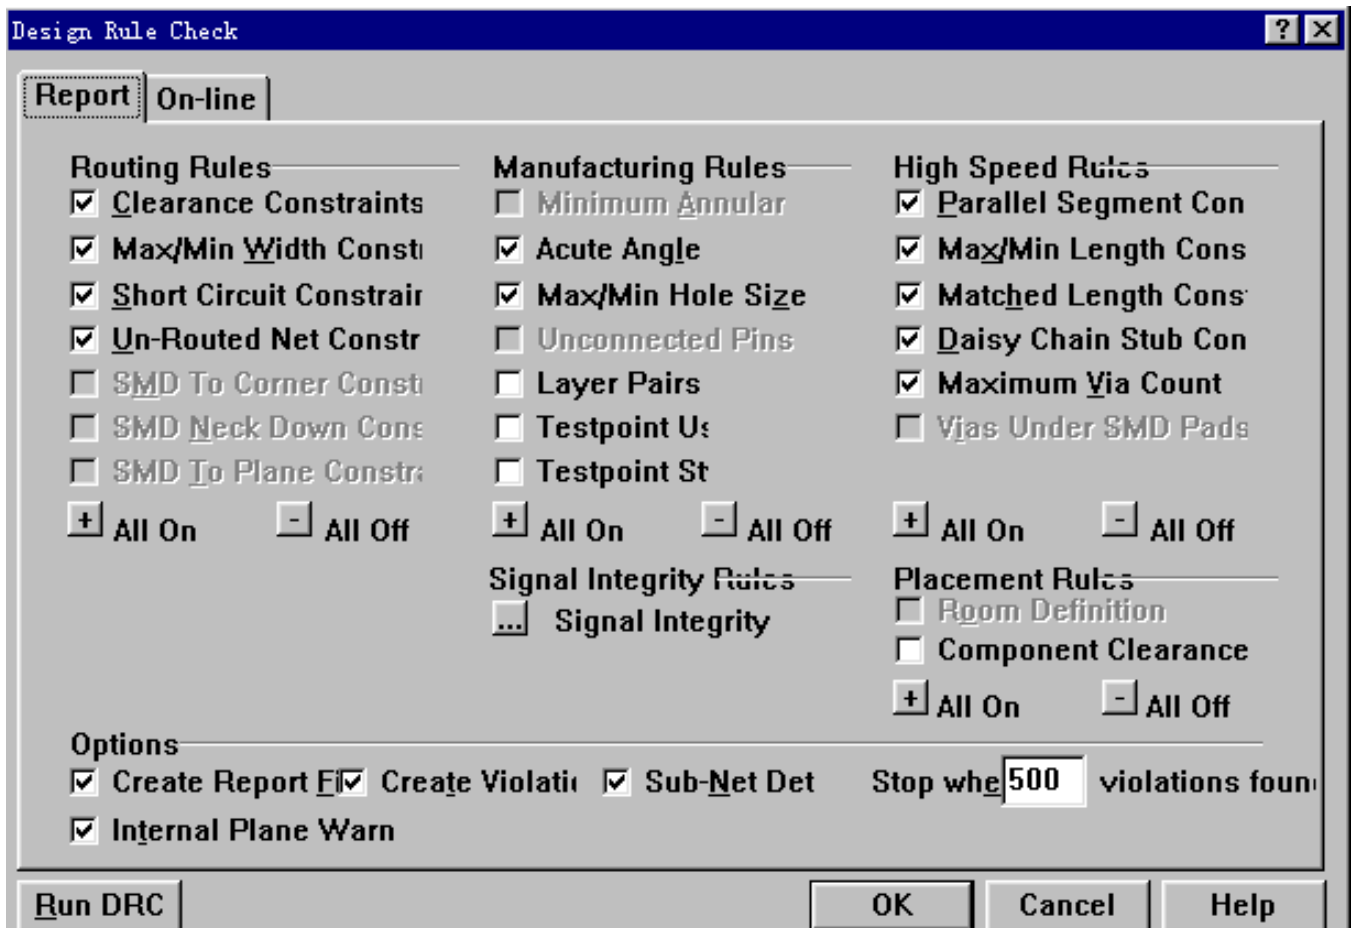 Design Rule Check
Report On-line
Routing Rules
Clearance Constraints
Max/Min Width Constr
Short Circuit Constrair
Un-Routed Net Constr
SMD To Corner Constr
SMD Neck Down Cons
SMD To Plane Constra
+ All On - All Off
Manufacturing Rules
Minimum Annular
Acute Angle
Max/Min Hole Size
Unconnected Pins
Layer Pairs
Testpoint Us
Testpoint St
+ All On - All Off
High Speed Rules
Parallel Segment Con
Max/Min Length Cons
Matched Length Cons
Daisy Chain Stub Con
Maximum Via Count
Vias Under SMD Pads
+ All On - All Off
Signal Integrity Rules
... Signal Integrity
Placement Rules
Room Definition
Component Clearance
+ All On - All Off
Options
Create Report Fi Create Violati Sub-Net Det Stop whe 500 violations foun
Internal Plane Warn
Run DRC OK Cancel Help